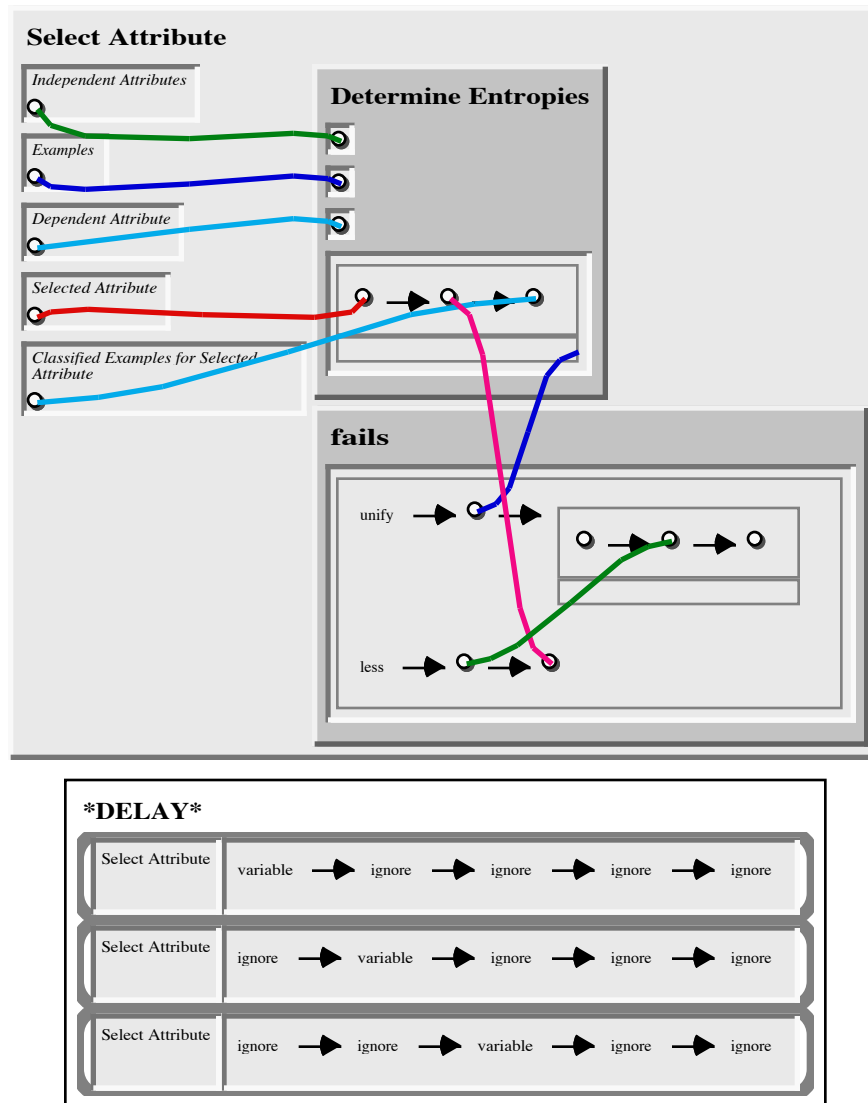 Select Attribute
Independent Attributes
Determine Entropies
Examples
Dependent Attribute
Selected Attribute
Classified Examples for Selected
Attribute
fails
unify
less
*DELAY*
Select Attribute variable ignore ignore ignore ignore
Select Attribute ignore variable ignore ignore ignore
Select Attribute ignore ignore variable ignore ignore